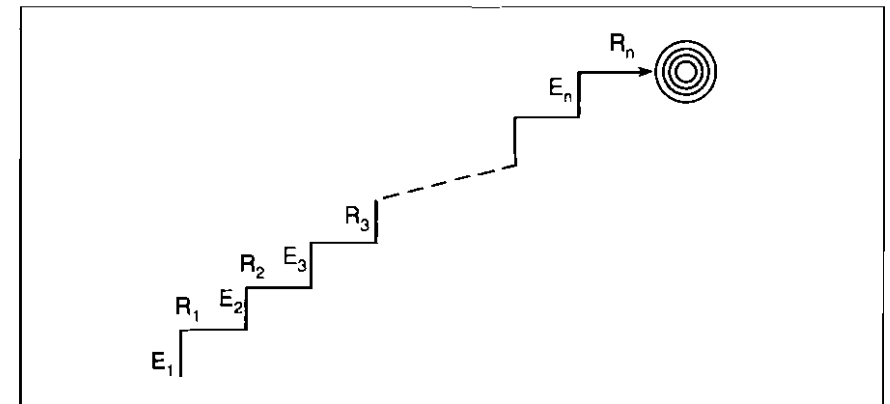 Rₙ
Eₙ
R₃
E₃
R₂
E₂
R₁
E₁